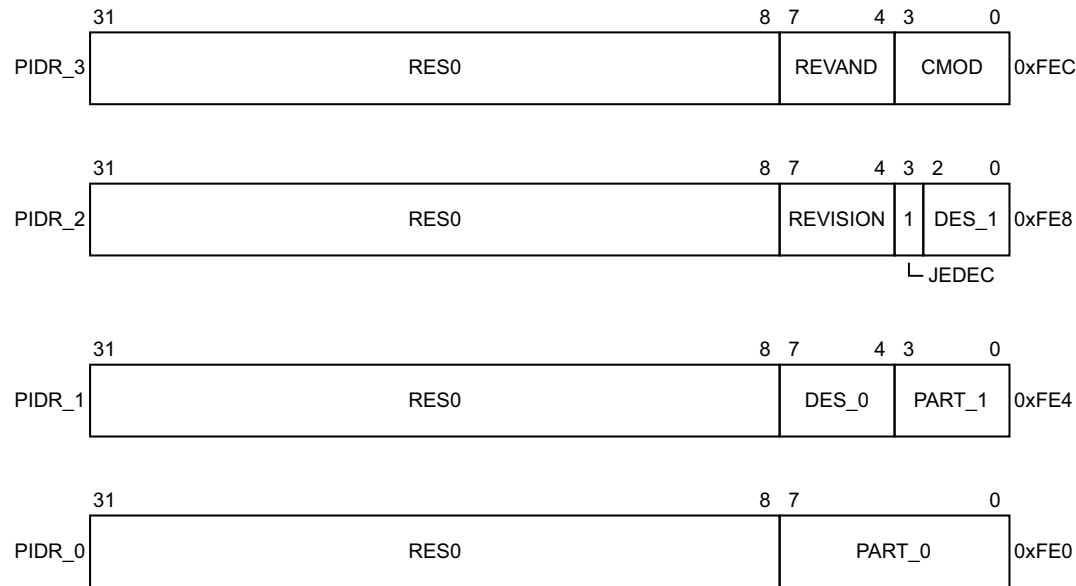 31 8 7 4 3 0
PIDR_3 RES0 REVAND CMOD 0xFEC
31 8 7 4 3 2 0
PIDR_2 RES0 REVISION 1 DES_1 0xFE8
JEDEC
31 8 7 4 3 0
PIDR_1 RES0 DES_0 PART_1 0xFE4
31 8 7 0
PIDR_0 RES0 PART_0 0xFE0